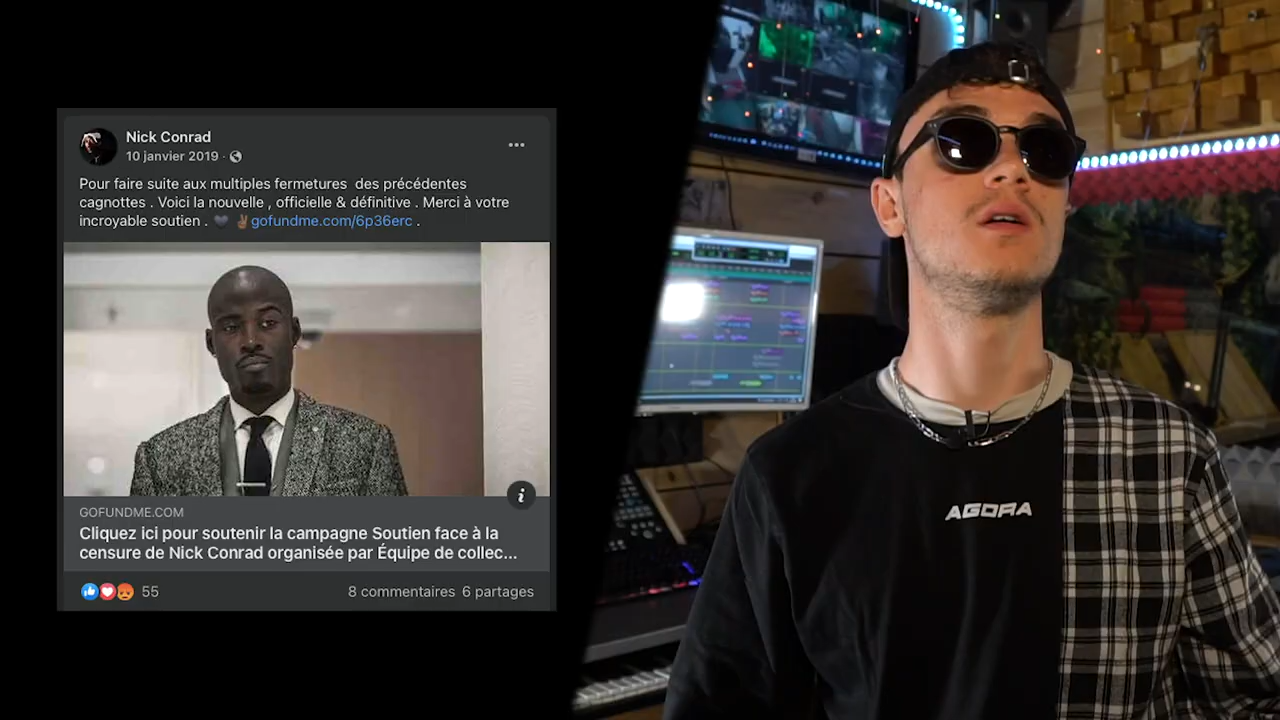 Nick Conrad
10 janvier 2019 ·
Pour faire suite aux multiples fermetures des précédentes
cagnottes . Voici la nouvelle , officielle & définitive . Merci à votre
incroyable soutien . 🖤 ✌🏾gofundme.com/6p36erc .
GOFUNDME.COM
Cliquez ici pour soutenir la campagne Soutien face à la
censure de Nick Conrad organisée par Équipe de collec...
55
8 commentaires 6 partages
AGORA